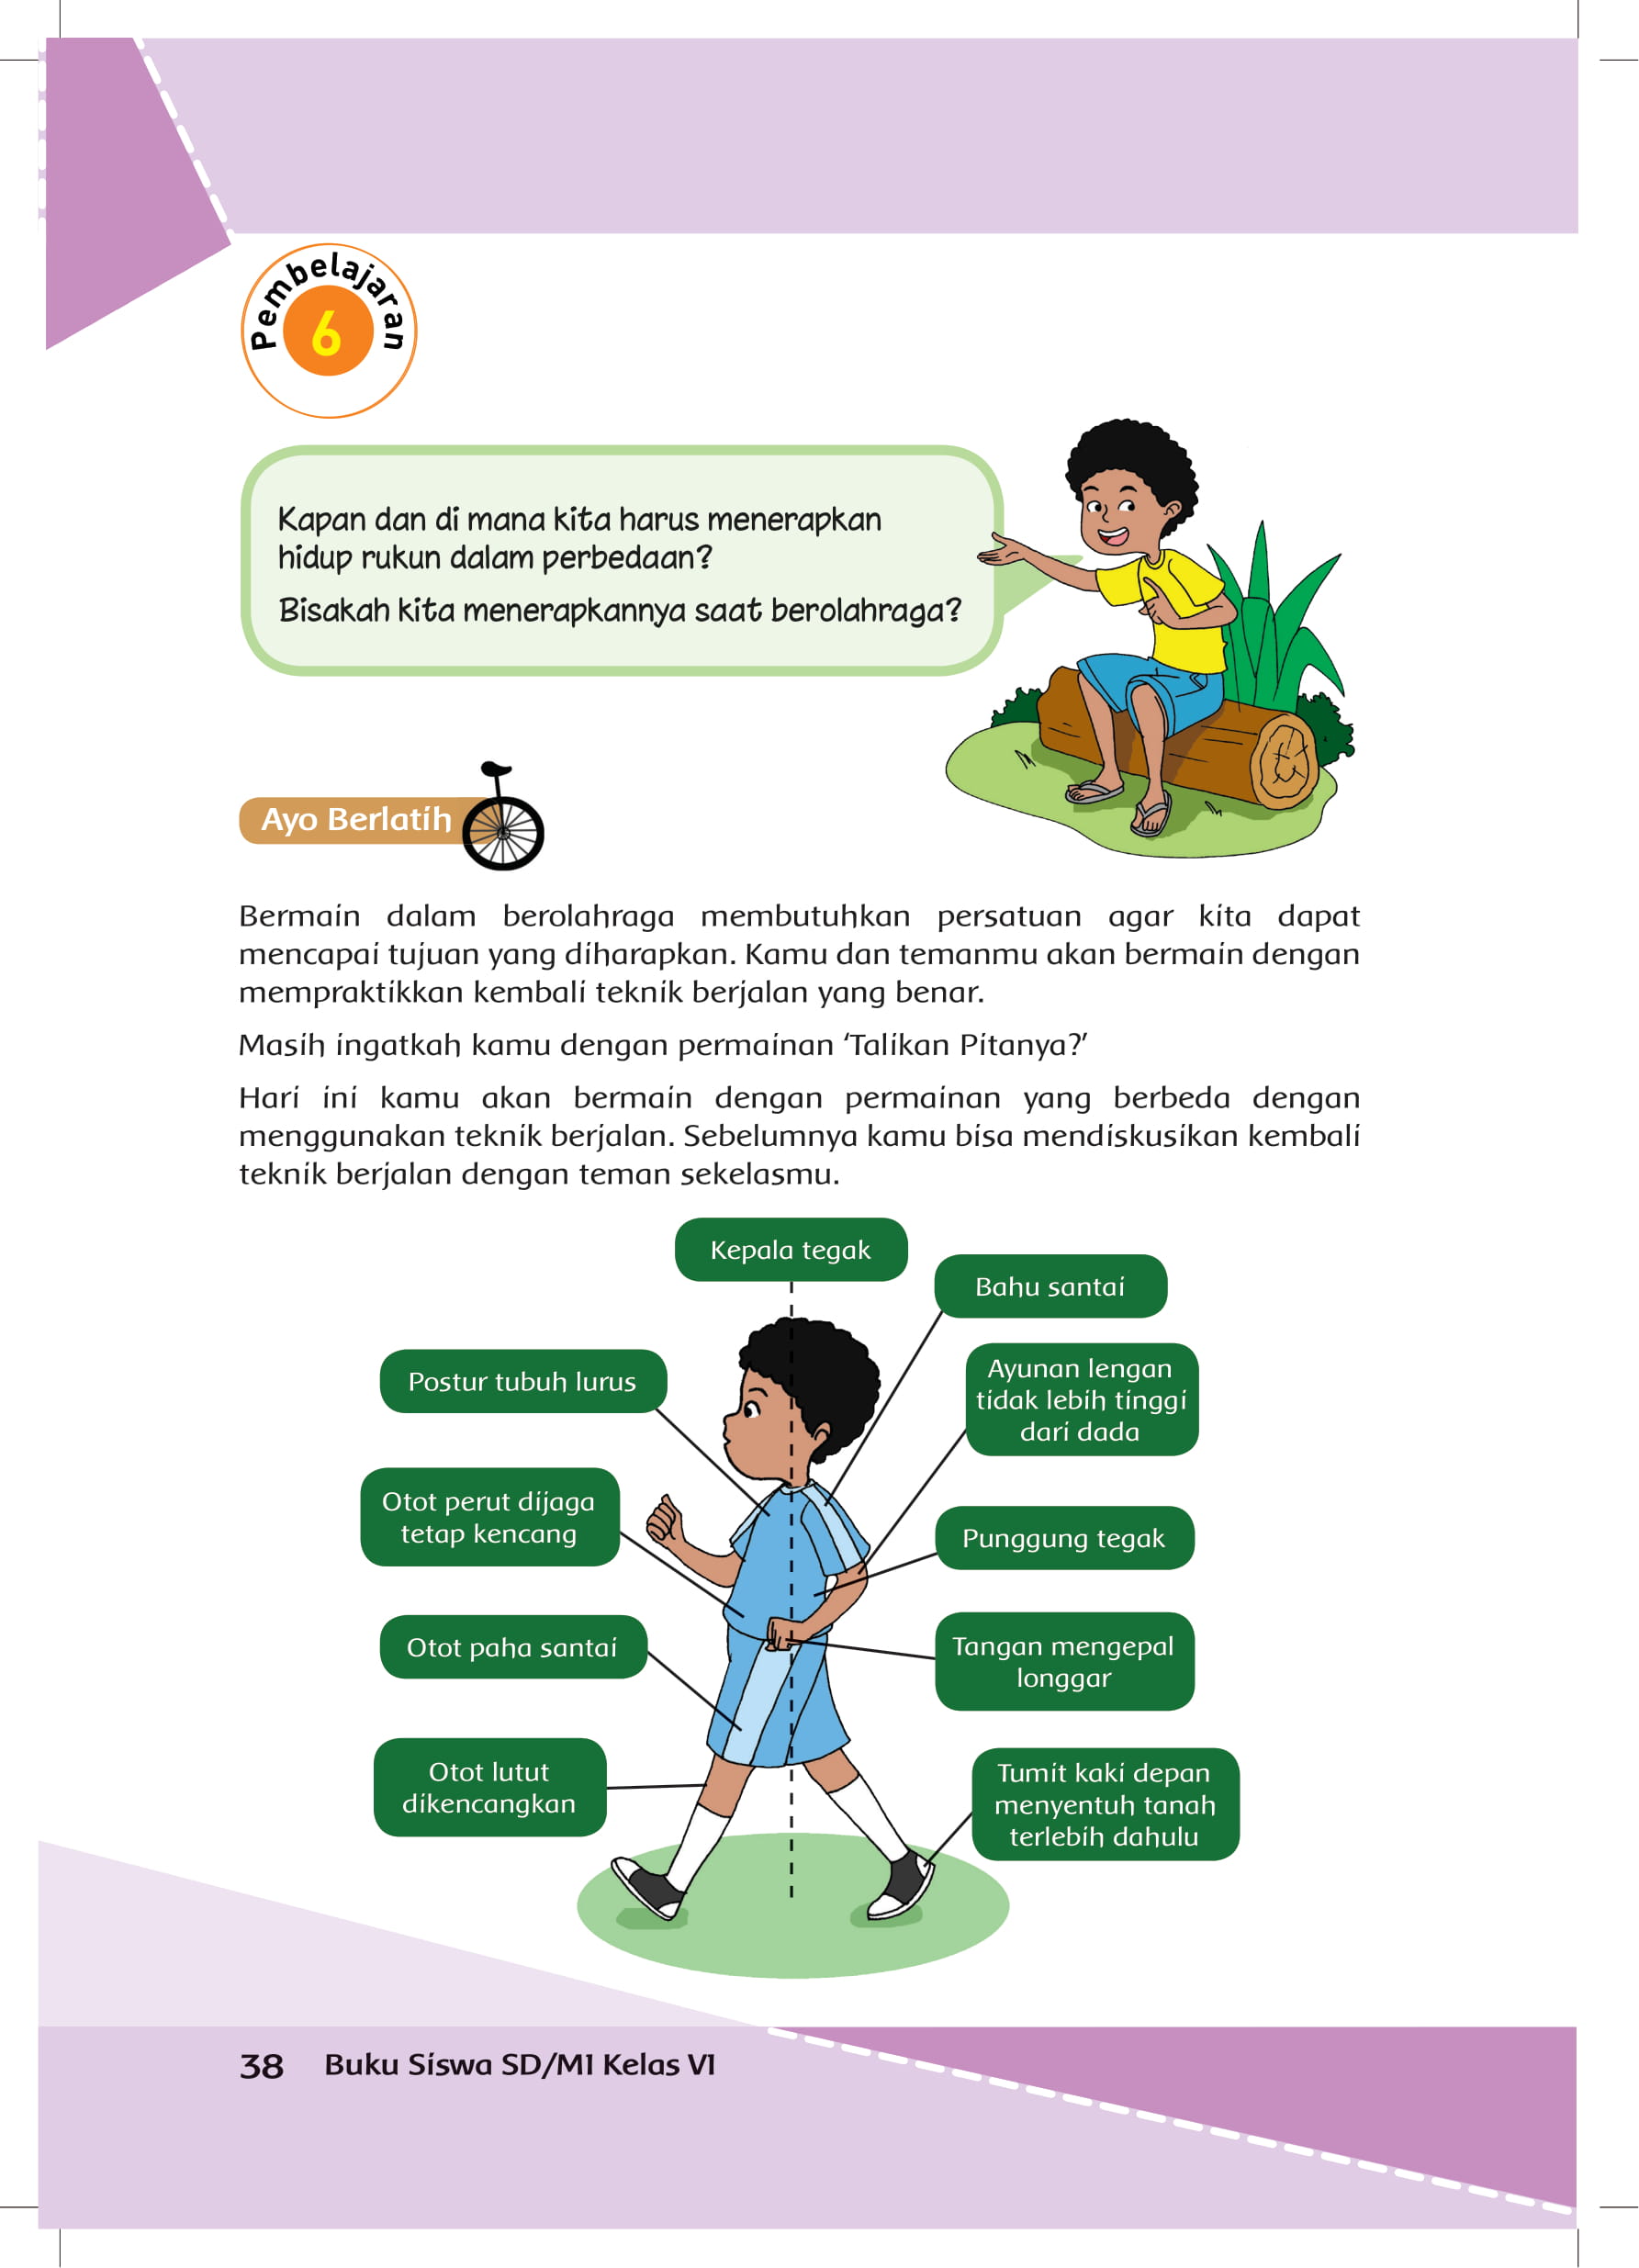 Pembelajaran
6
Kapan dan di mana kita harus menerapkan
hidup rukun dalam perbedaan?
Bisakah kita menerapkannya saat berolahraga?
Ayo Berlatih
Bermain dalam berolahraga membutuhkan persatuan agar kita dapat
mencapai tujuan yang diharapkan. Kamu dan temanmu akan bermain dengan
mempraktikkan kembali teknik berjalan yang benar.
Masih ingatkah kamu dengan permainan ‘Talikan Pitanya?’
Hari ini kamu akan bermain dengan permainan yang berbeda dengan
menggunakan teknik berjalan. Sebelumnya kamu bisa mendiskusikan kembali
teknik berjalan dengan teman sekelasmu.
Kepala tegak
Bahu santai
Postur tubuh lurus
Ayunan lengan
tidak lebih tinggi
dari dada
Otot perut dijaga
tetap kencang
Punggung tegak
Otot paha santai
Tangan mengepal
longgar
Otot lutut
dikencangkan
Tumit kaki depan
menyentuh tanah
terlebih dahulu
38 Buku Siswa SD/MI Kelas VI